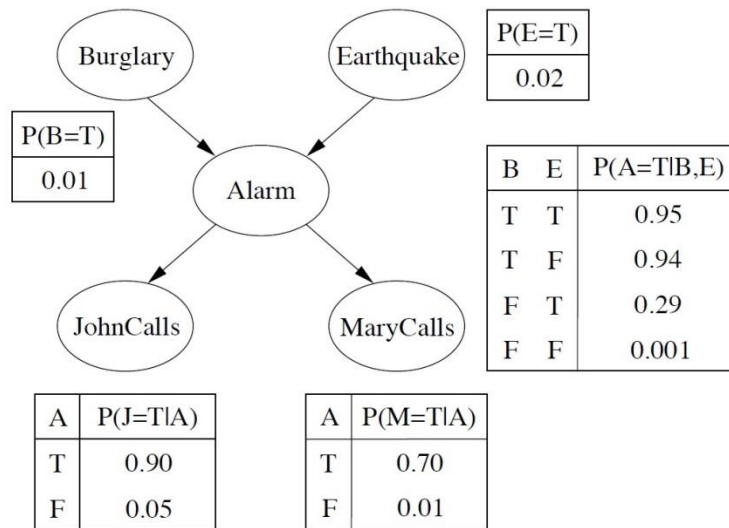 Burglary
Earthquake
P(E=T)
0.02
P(B=T)
0.01
Alarm
B E P(A=T|B,E)
T T 0.95
T F 0.94
F T 0.29
F F 0.001
JohnCalls
MaryCalls
A P(J=T|A)
T 0.90
F 0.05
A P(M=T|A)
T 0.70
F 0.01